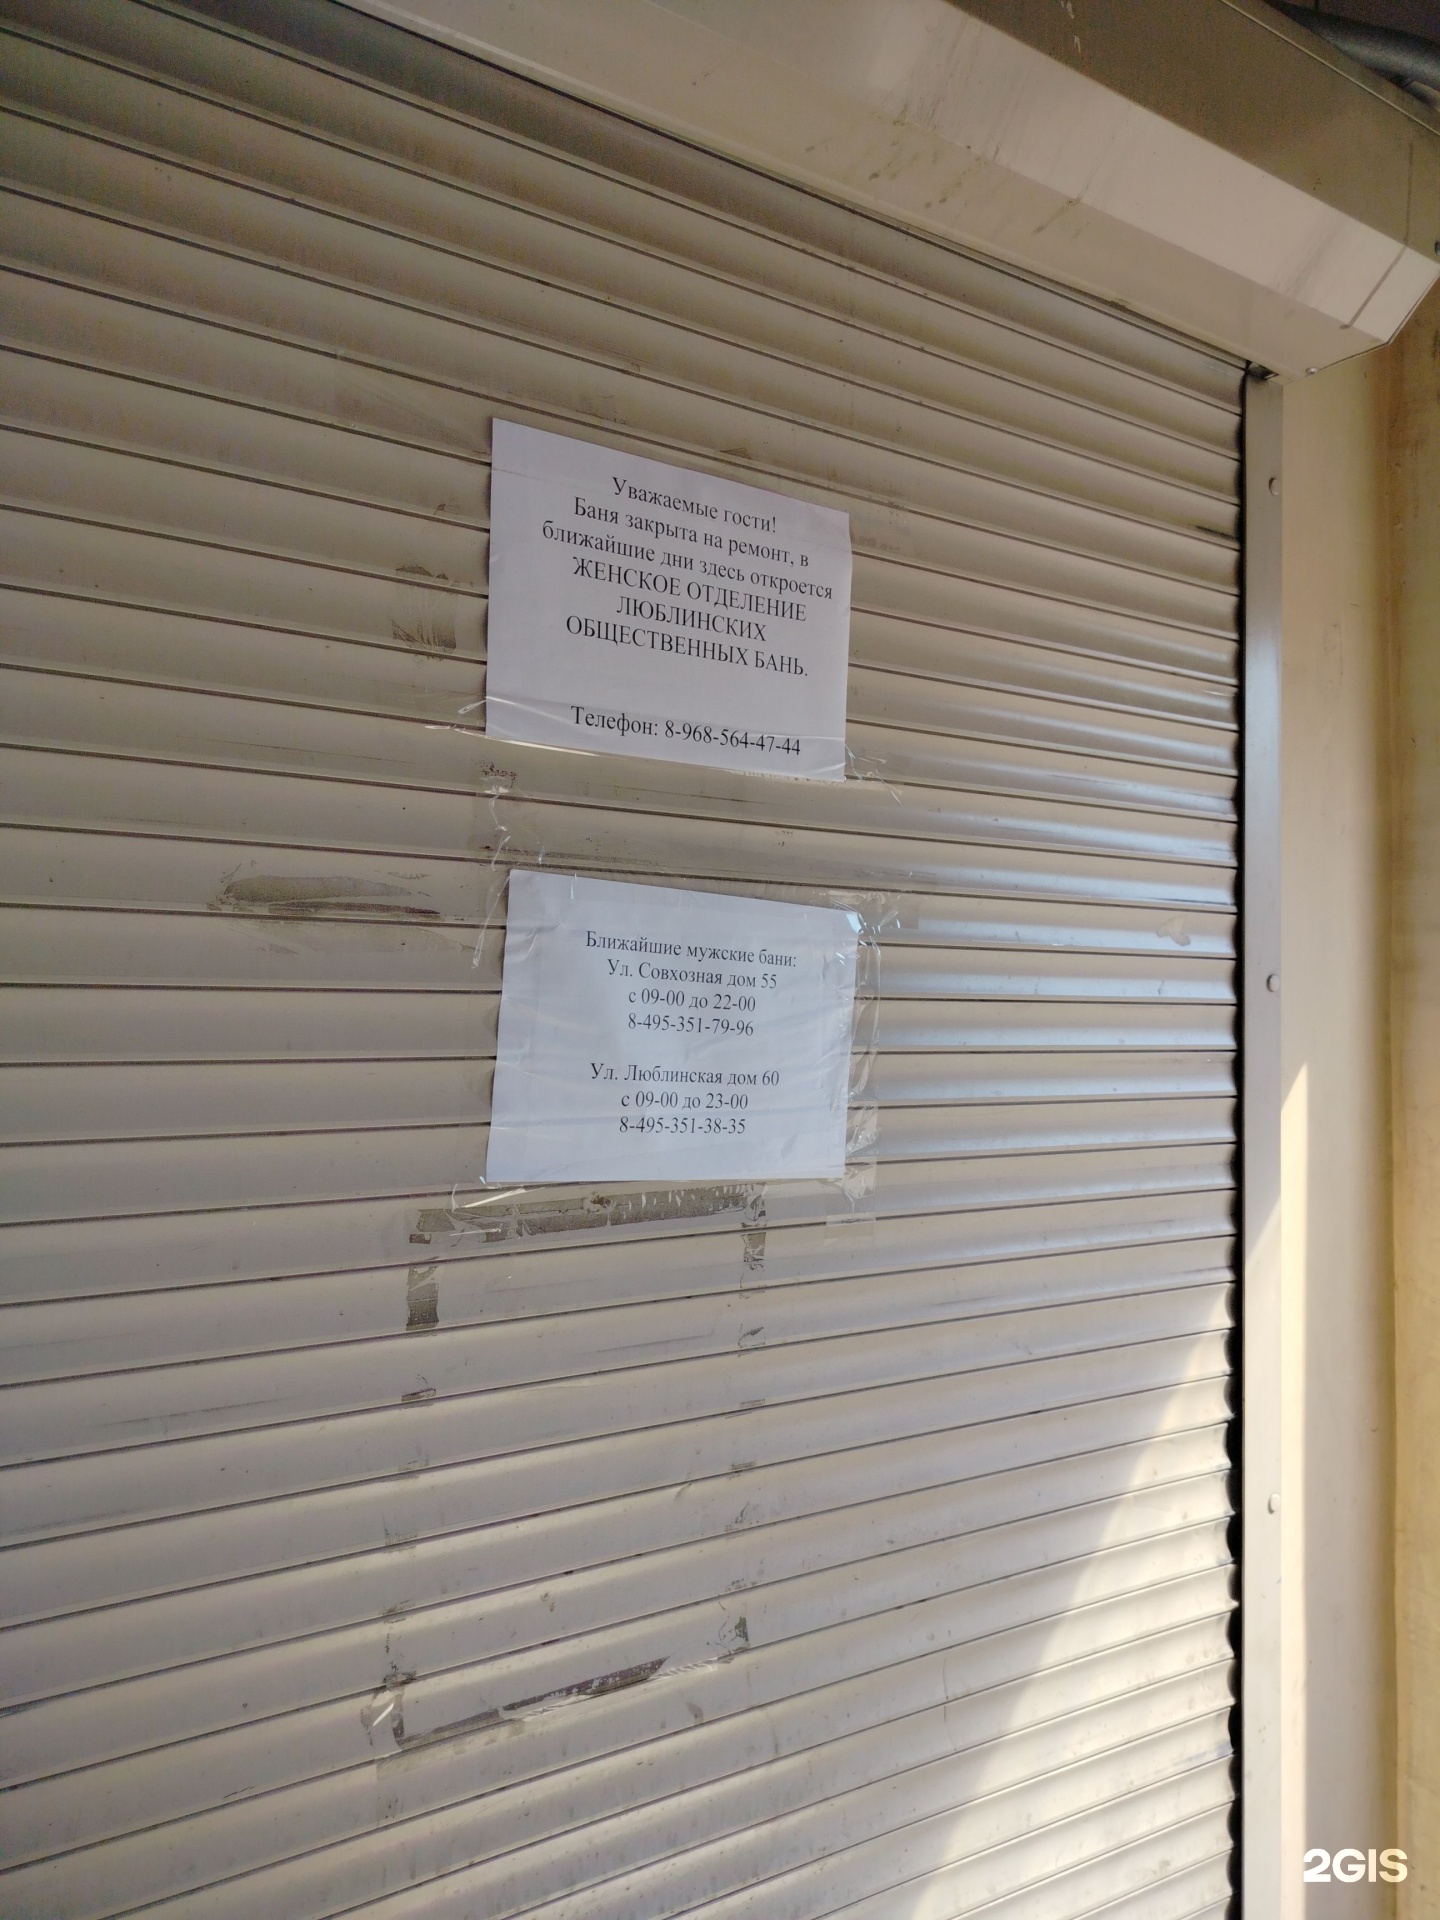 Уважаемые гости!
Баня закрыта на ремонт, в
ближайшие дни здесь откроется
ЖЕНСКОЕ ОТДЕЛЕНИЕ
ЛЮБЛИНСКИХ
ОБЩЕСТВЕННЫХ БАНЬ.
Телефон: 8-968-564-47-44
Ближайшие мужские бани:
Ул. Совхозная дом 55
с 09-00 до 22-00
8-495-351-79-96
Ул. Люблинская дом 60
с 09-00 до 23-00
8-495-351-38-35
2GIS